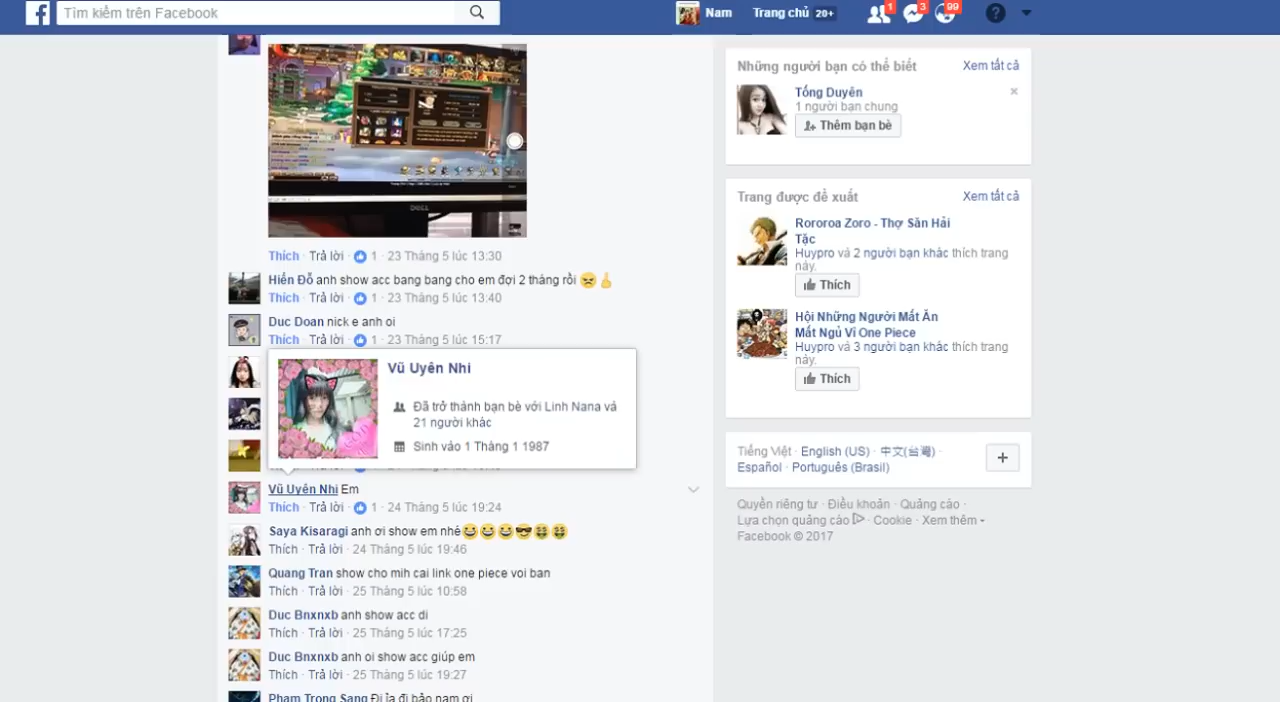 Tìm kiếm trên Facebook
Nam
Trang chủ 20+
1
3
99
?
DELL
Thích · Trả lời · 1 · 23 Tháng 5 lúc 13:30
Hiến Đỗ anh show acc bang bang cho em đợi 2 tháng rồi
Thích · Trả lời · 1 · 23 Tháng 5 lúc 13:40
Duc Doan nick e anh oi
Thích · Trả lời · 1 · 23 Tháng 5 lúc 15:17
Vũ Uyên Nhi
Đã trở thành bạn bè với Linh Nana và
21 người khác
Sinh vào 1 Tháng 1 1987
Vũ Uyên Nhi Em
Thích · Trả lời · 1 · 24 Tháng 5 lúc 19:24
Saya Kisaragi anh ơi show em nhé
Thích · Trả lời · 24 Tháng 5 lúc 19:46
Quang Tran show cho mih cai link one piece voi ban
Thích · Trả lời · 25 Tháng 5 lúc 10:58
Duc Bnxnxb anh show acc di
Thích · Trả lời · 25 Tháng 5 lúc 17:25
Duc Bnxnxb anh oi show acc giúp em
Thích · Trả lời · 25 Tháng 5 lúc 19:27
Pham Trong Sang Đi ỉa đi bảo nam ơi
Những người bạn có thể biết
Xem tất cả
Tống Duyên
1 người bạn chung
Thêm bạn bè
Trang được đề xuất
Xem tất cả
Rororoa Zoro - Thợ Săn Hải
Tặc
Huypro và 2 người bạn khác thích trang
này.
Thích
Hội Những Người Mất Ăn
Mất Ngủ Vì One Piece
Huypro và 3 người bạn khác thích trang
này.
Thích
Tiếng Việt · English (US) · 中文(台灣) ·
Español · Português (Brasil)
Quyền riêng tư · Điều khoản · Quảng cáo ·
Lựa chọn quảng cáo · Cookie · Xem thêm
Facebook © 2017